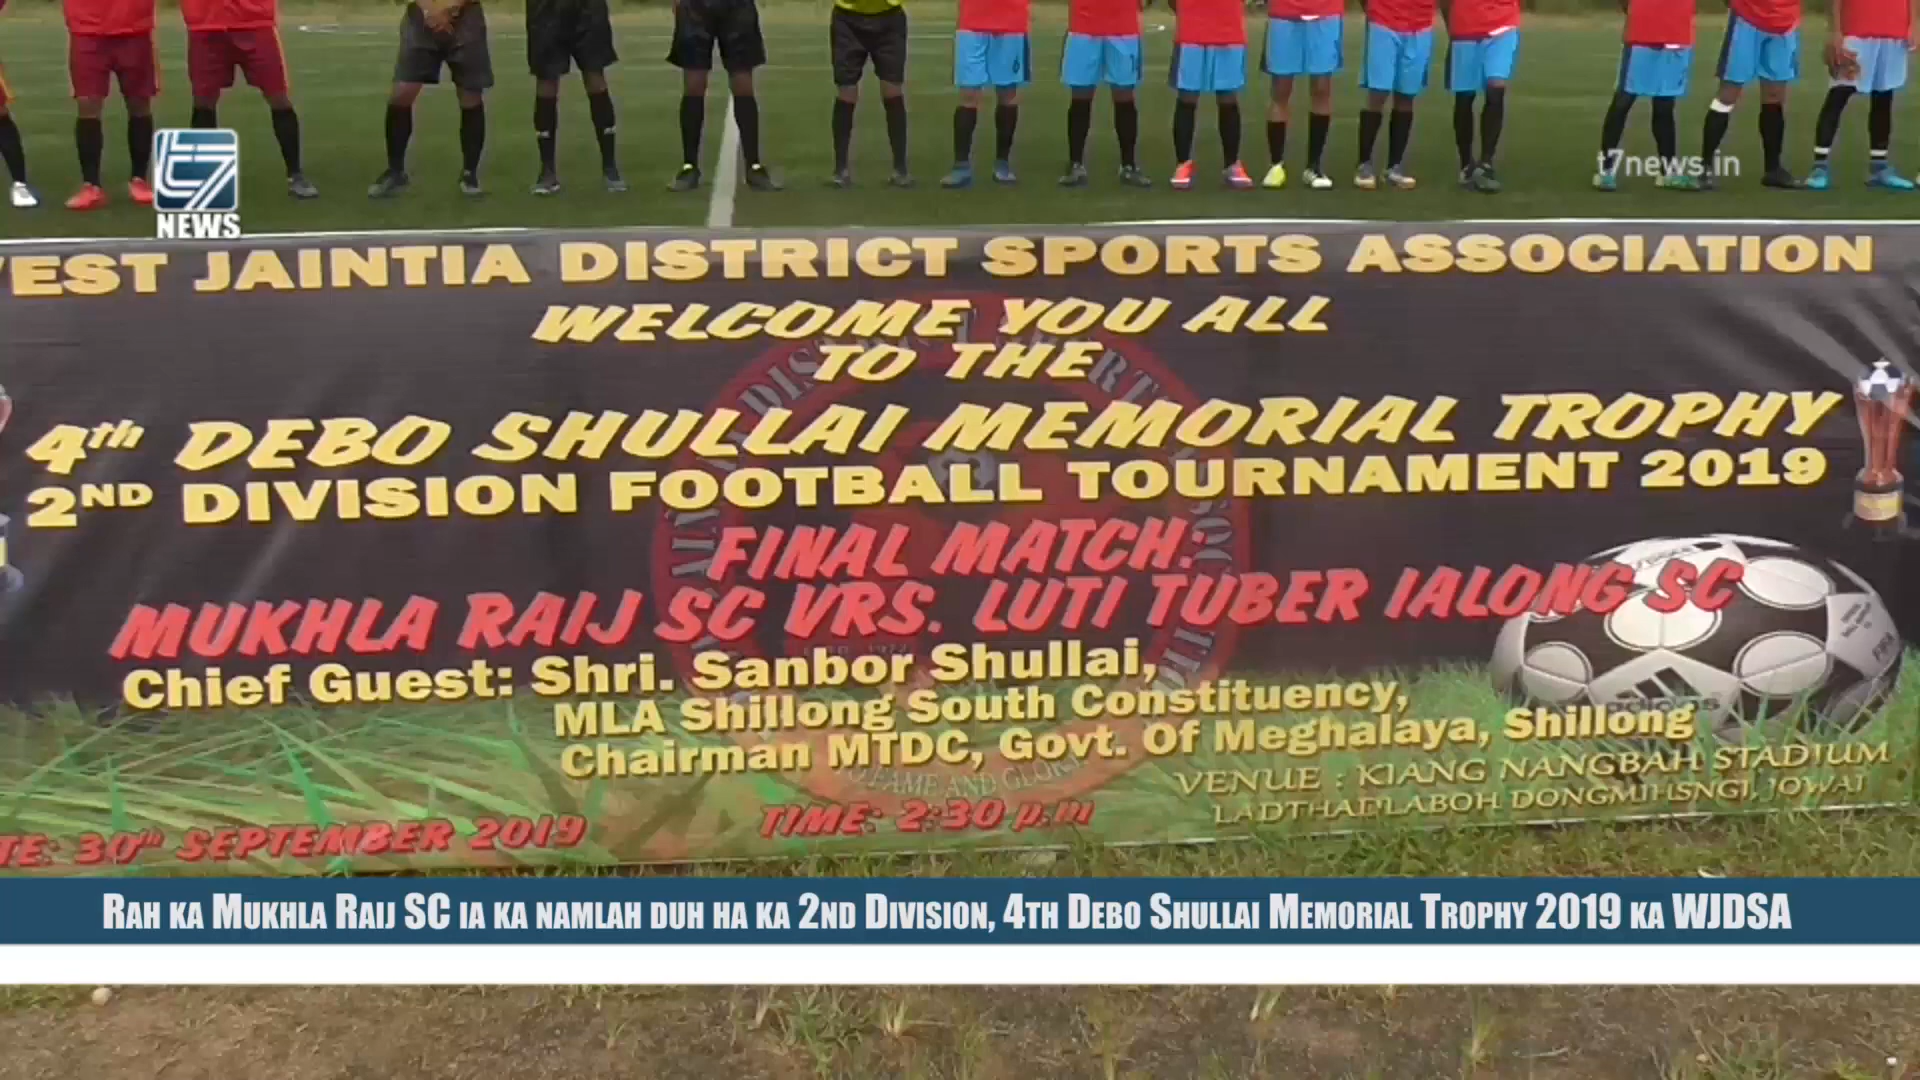 NEWS
t7news.in
EST JAINTIA DISTRICT SPORTS ASSOCIATION
WELCOME YOU ALL
TO THE
4th DEBO SHULLAI MEMORIAL TROPHY
2ND DIVISION FOOTBALL TOURNAMENT 2019
FINAL MATCH:
MUKHLA RAIJ SC VRS. LUTI TUBER IALONG SC
Chief Guest: Shri. Sanbor Shullai,
MLA Shillong South Constituency,
Chairman MTDC, Govt. Of Meghalaya, Shillong
VENUE : KIANG NANGBAH STADIUM
LADTHADLABOH DONGMIHSNGI, JOWAI
TE: 30th SEPTEMBER 2019
TIME: 2:30 p.m
RAH KA MUKHLA RAIJ SC IA KA NAMLAH DUH HA KA 2ND DIVISION, 4TH DEBO SHULLAI MEMORIAL TROPHY 2019 KA WJDSA